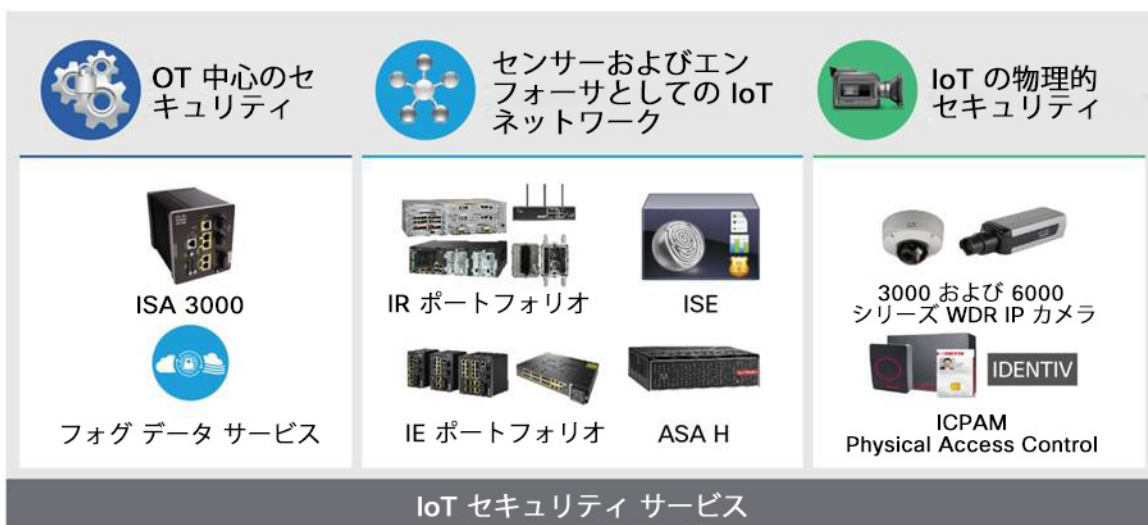 OT 中心のセ
キュリティ
センサーおよびエン
フォーサとしての IoT
ネットワーク
IoT の物理的
セキュリティ
ISA 3000
フォグ データ サービス
IR ポートフォリオ
ISE
IE ポートフォリオ
ASA H
3000 および 6000
シリーズ WDR IP カメラ
IDENTIV
ICPAM
Physical Access Control
IoT セキュリティ サービス